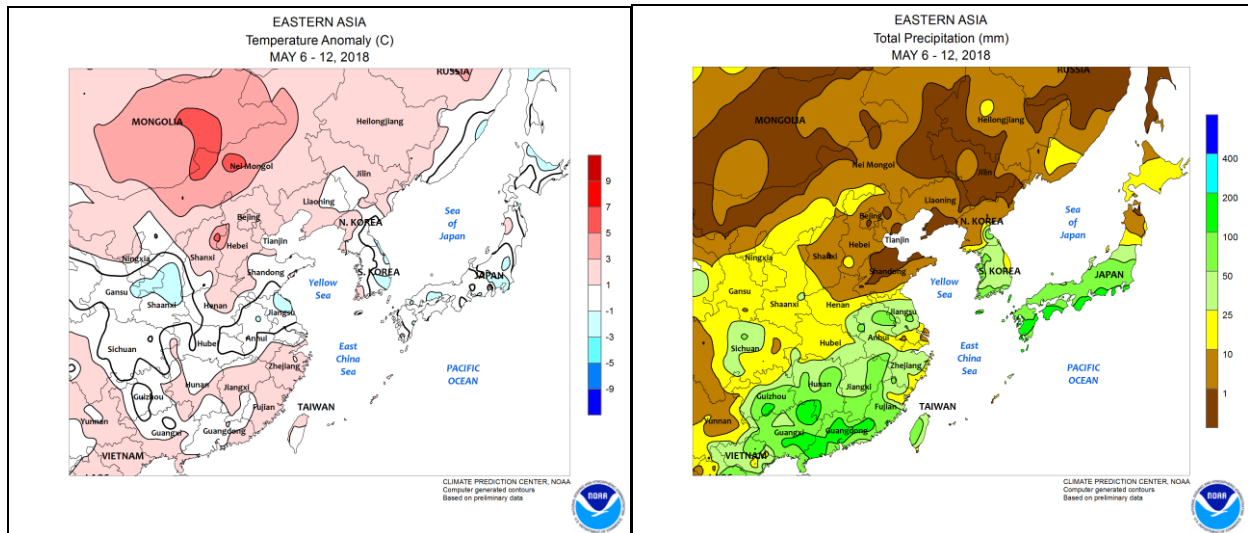 EASTERN ASIA
Temperature Anomaly (C)
MAY 6 - 12, 2018
RUSSIA
MONGOLIA
Heilongjiang
Nei Mongol
Jilin
Liaoning
Bejing
N. KOREA
Sea
of
Japan
Hebei
Tianjin
Ningxia
Shanxi
Shandong
S. KOREA
JAPAN
Gansu
Shaanxi
Henan
Yellow
Sea
Jiangsu
Sichuan
Hubei
Anhui
East
China
Sea
Zhejiang
PACIFIC
OCEAN
Hunan
Jiangxi
Guizhou
Fujian
TAIWAN
Yunnan
Guangxi
Guangdong
VIETNAM
9
7
5
3
1
-1
-3
-5
-7
-9
CLIMATE PREDICTION CENTER, NOAA
Computer generated contours
Based on preliminary data
NOAA
EASTERN ASIA
Total Precipitation (mm)
MAY 6 - 12, 2018
RUSSIA
MONGOLIA
Heilongjiang
Nei Mongol
Jilin
Liaoning
Bejing
N. KOREA
Sea
of
Japan
Hebei
Tianjin
Ningxia
Shanxi
Shandong
S. KOREA
JAPAN
Gansu
Shaanxi
Henan
Yellow
Sea
Jiangsu
Sichuan
Hubei
Anhui
East
China
Sea
Zhejiang
PACIFIC
OCEAN
Hunan
Jiangxi
Guizhou
Fujian
TAIWAN
Yunnan
Guangxi
Guangdong
VIETNAM
400
200
100
50
25
10
1
CLIMATE PREDICTION CENTER, NOAA
Computer generated contours
Based on preliminary data
NOAA